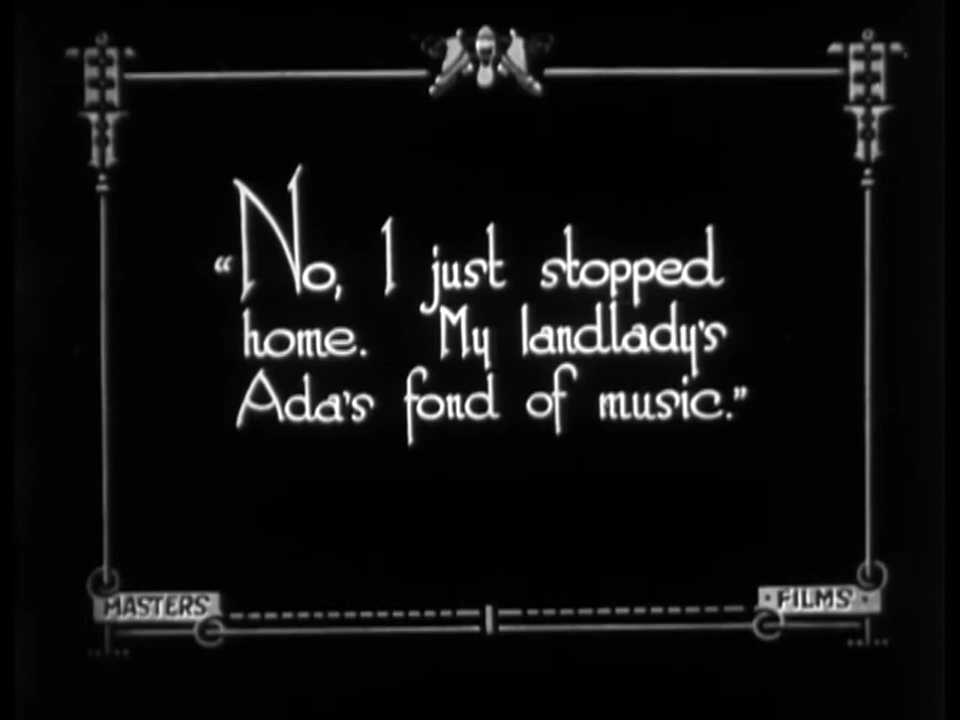 “No, I just stopped
home. My landlady's
Ada's fond of music.”
MASTERS FILMS